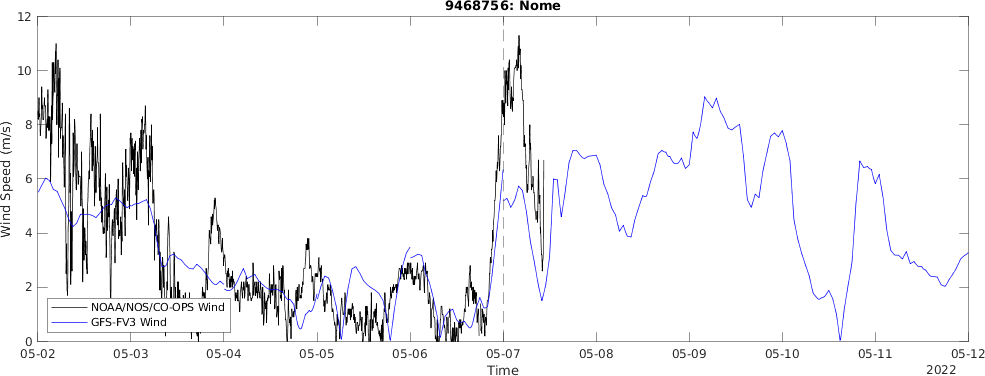 9468756: Nome
Wind Speed (m/s)
12
10
8
6
4
2
0
NOAA/NOS/CO-OPS Wind
GFS-FV3 Wind
05-02 05-03 05-04 05-05 05-06 05-07 05-08 05-09 05-10 05-11 05-12
Time
2022